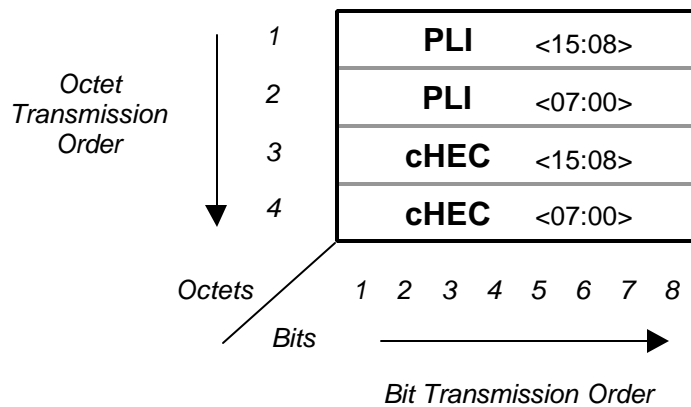 1 PLI <15:08>
Octet
2 PLI <07:00>
Transmission
Order
3 cHEC <15:08>
4 cHEC <07:00>
Octets 1 2 3 4 5 6 7 8
Bits
Bit Transmission Order